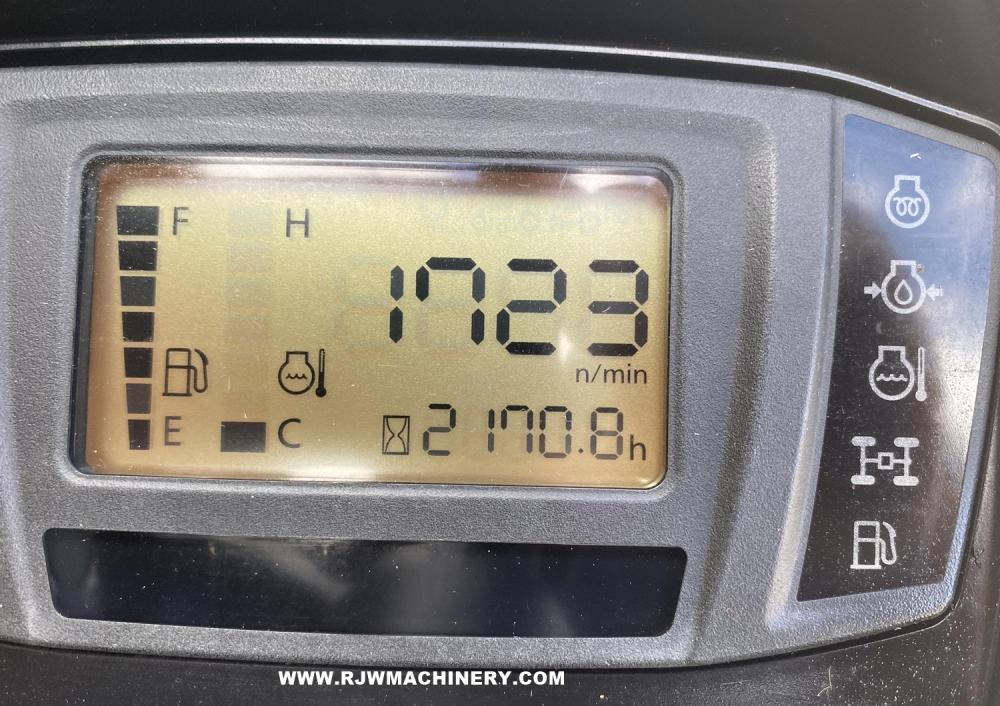 F H
1723
n/min
E C 2170.8h
WWW.RJWMACHINERY.COM